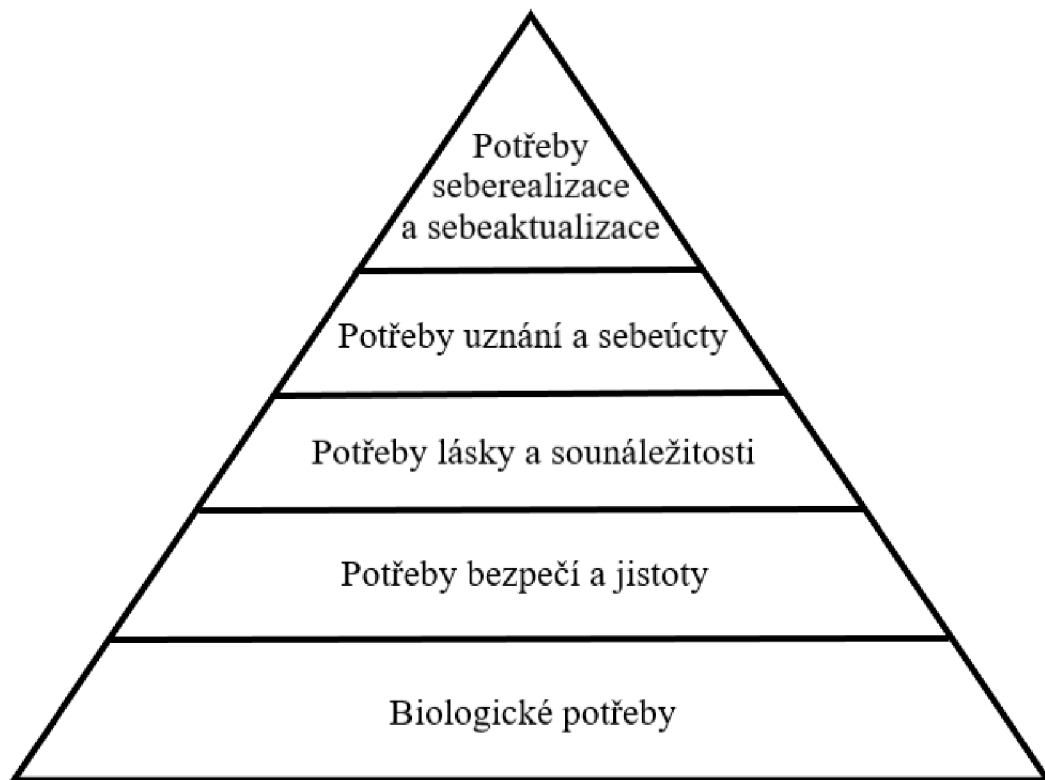 Potřeby
seberealizace
a sebeaktualizace
Potřeby uznání a sebeúcty
Potřeby lásky a sounáležitosti
Potřeby bezpečí a jistoty
Biologické potřeby